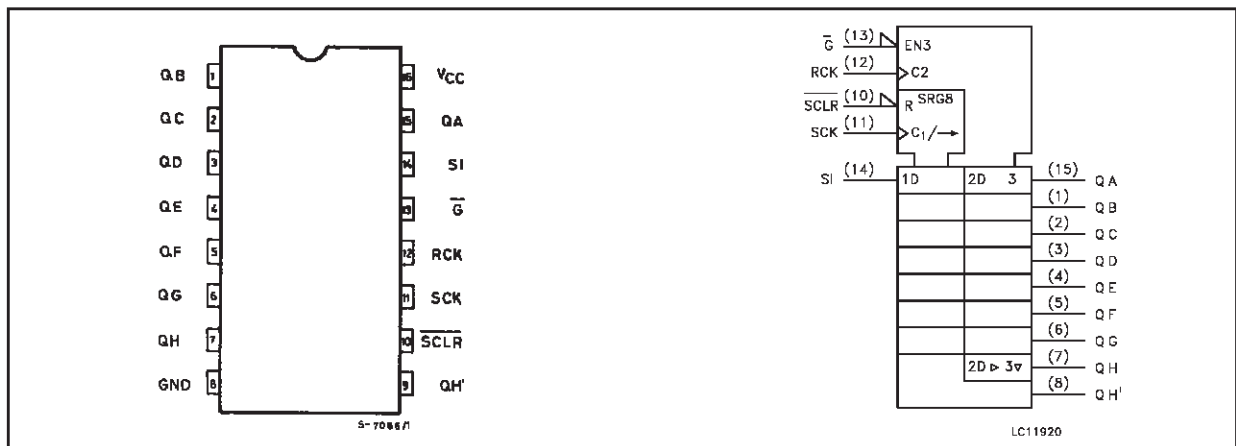 QB 1 16 VCC
QC 2 15 QA
QD 3 14 SI
QE 4 13 G̅
QF 5 12 RCK
QG 6 11 SCK
QH 7 10 S̅C̅L̅R̅
GND 8 9 QH'
S-7086/1
G̅ (13) EN3
RCK (12) C2
S̅C̅L̅R̅ (10) R SRG8
SCK (11) C1/→
SI (14) 1D 2D 3 (15) QA
(1) QB
(2) QC
(3) QD
(4) QE
(5) QF
(6) QG
2D ▷ 3▽ (7) QH
(8) QH'
LC11920